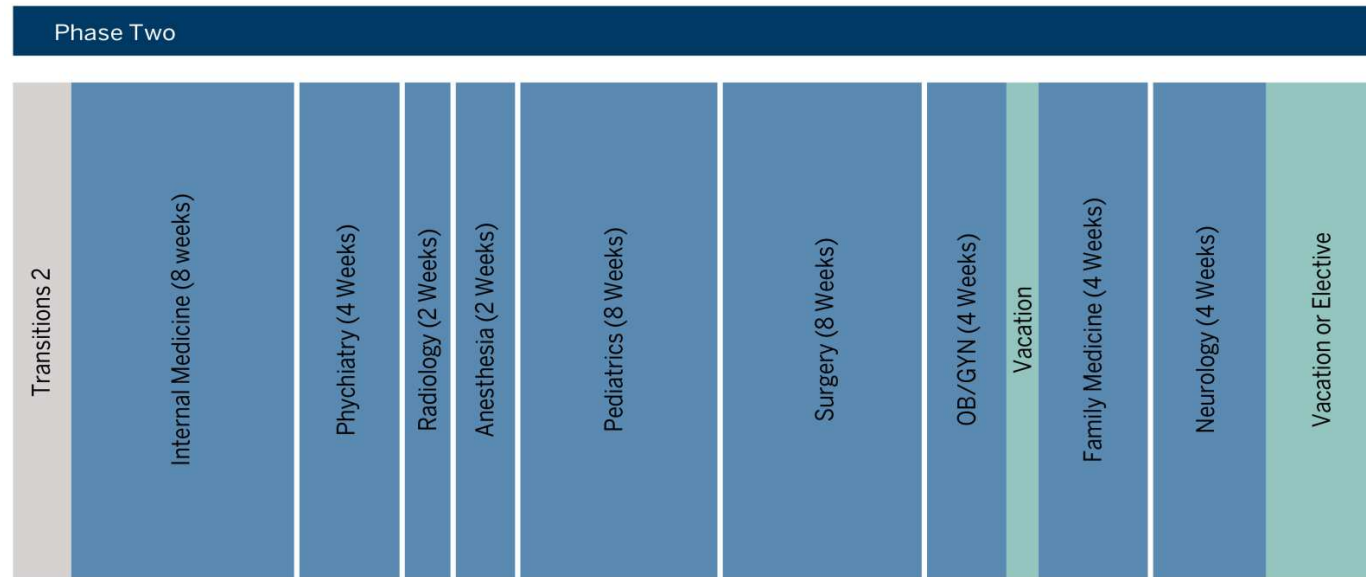 Phase Two
Transitions 2
Internal Medicine (8 weeks)
Phychiatry (4 Weeks)
Radiology (2 Weeks)
Anesthesia (2 Weeks)
Pediatrics (8 Weeks)
Surgery (8 Weeks)
OB/GYN (4 Weeks)
Vacation
Family Medicine (4 Weeks)
Neurology (4 Weeks)
Vacation or Elective